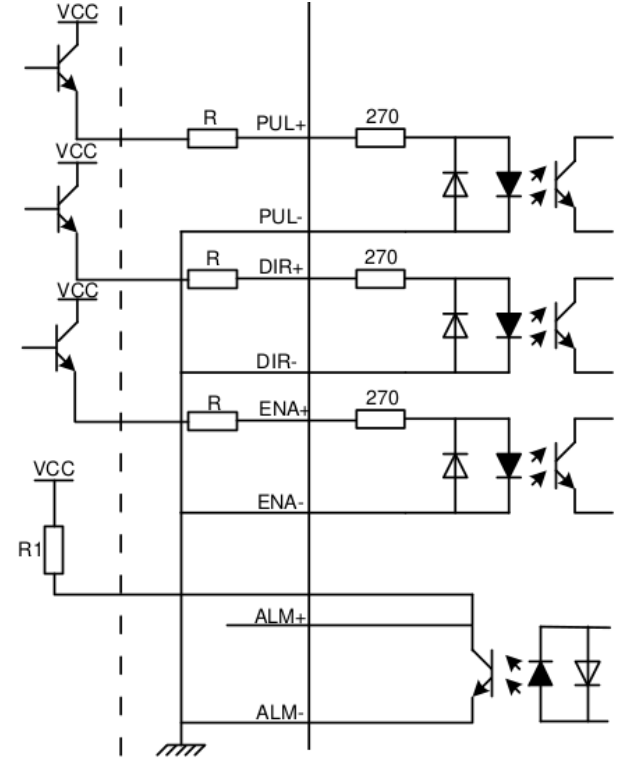 VCC
R
PUL+
270
VCC
PUL-
R
DIR+
270
VCC
DIR-
R
ENA+
270
VCC
ENA-
R1
ALM+
ALM-